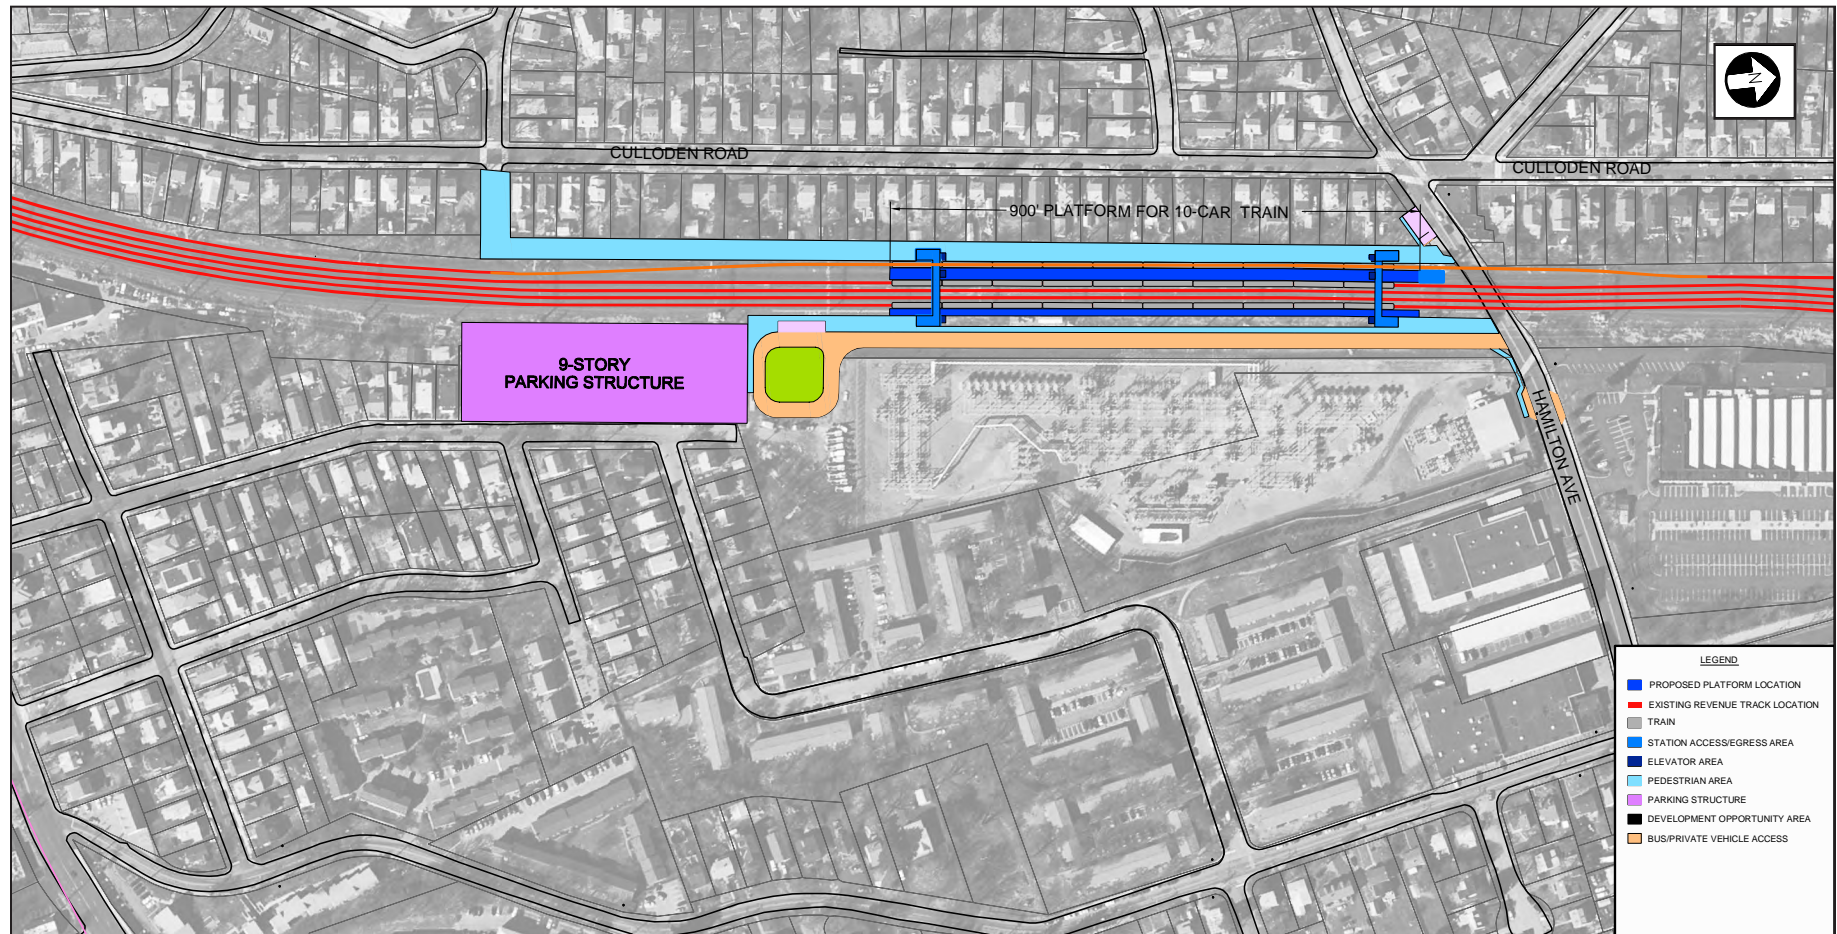 N
CULLODEN ROAD
CULLODEN ROAD
900' PLATFORM FOR 10-CAR TRAIN
9-STORY
PARKING STRUCTURE
HAMILTON AVE
LEGEND
PROPOSED PLATFORM LOCATION
EXISTING REVENUE TRACK LOCATION
TRAIN
STATION ACCESS/EGRESS AREA
ELEVATOR AREA
PEDESTRIAN AREA
PARKING STRUCTURE
DEVELOPMENT OPPORTUNITY AREA
BUS/PRIVATE VEHICLE ACCESS